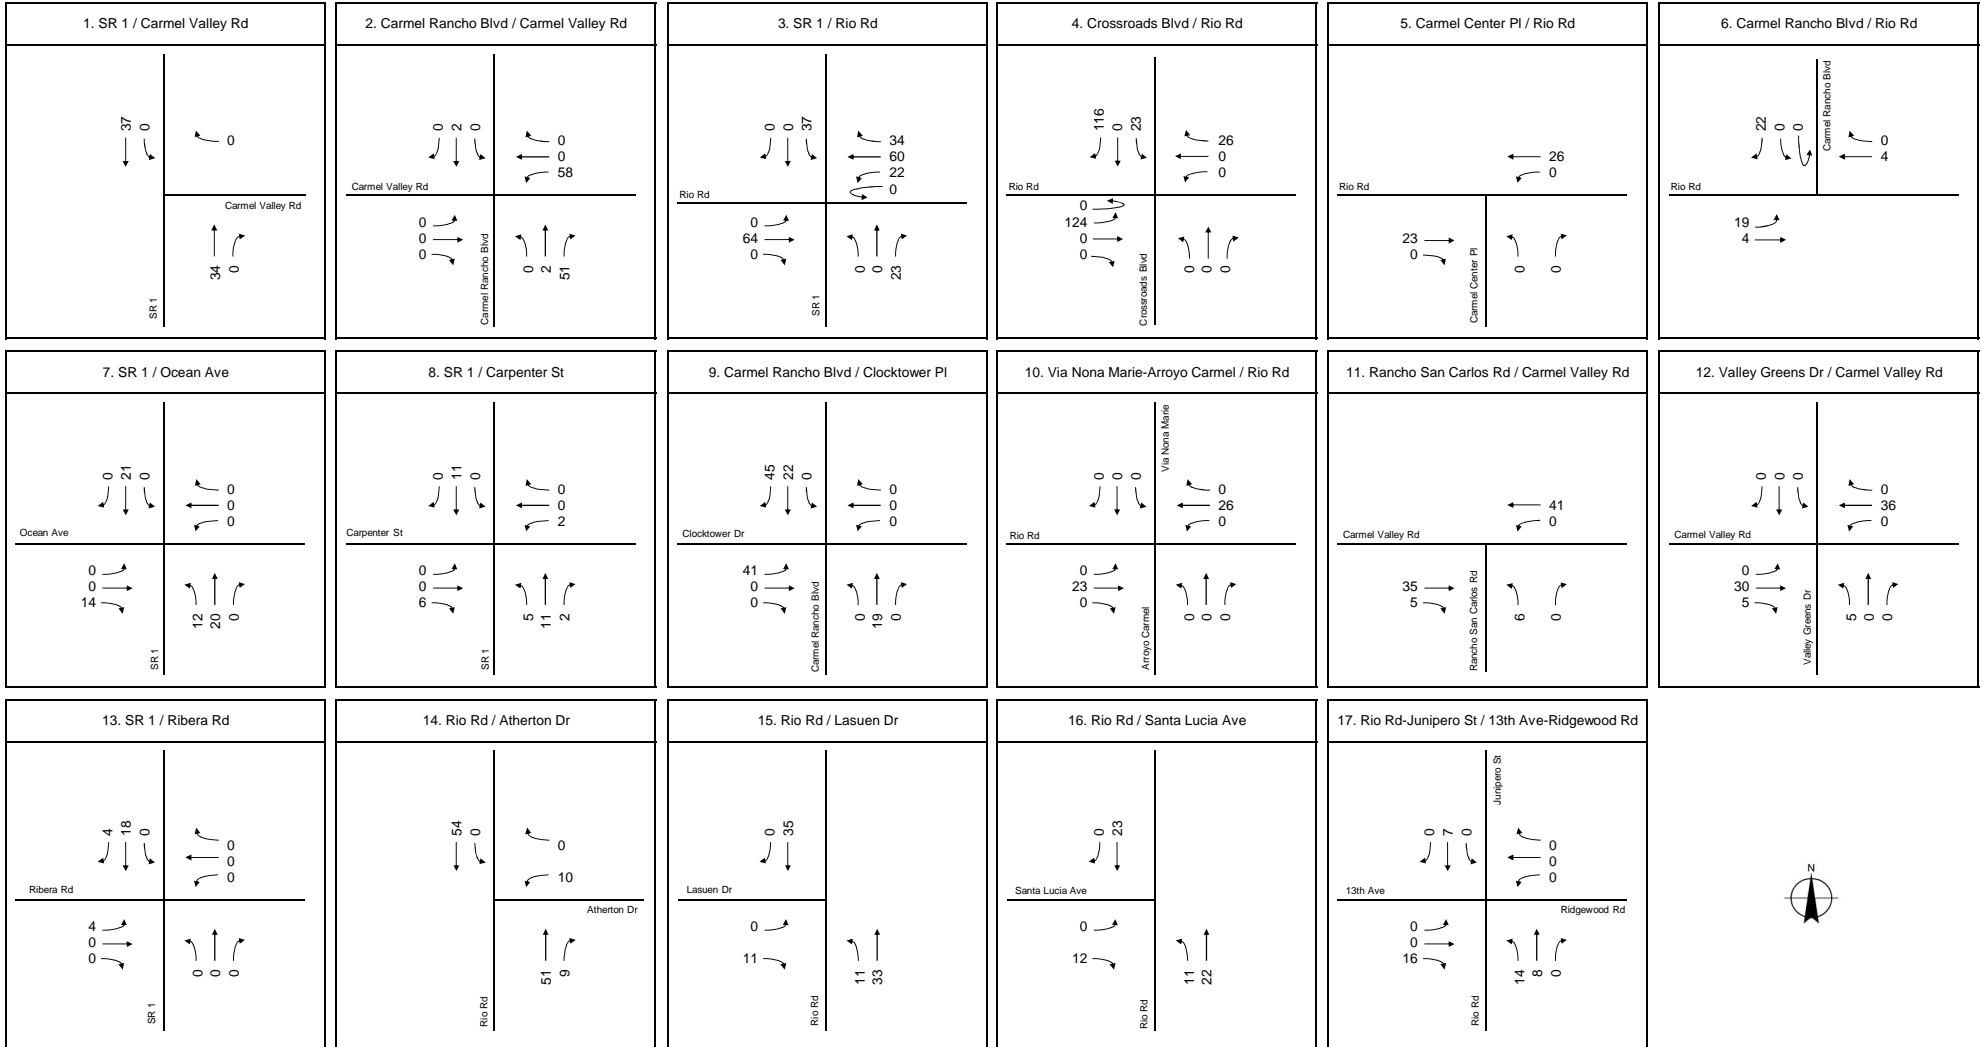 1. SR 1 / Carmel Valley Rd
37
0
0
Carmel Valley Rd
34
0
SR 1
2. Carmel Rancho Blvd / Carmel Valley Rd
0 2 0
0
0
58
Carmel Valley Rd
0
0
0
0 2 51
Carmel Rancho Blvd
3. SR 1 / Rio Rd
0 0 37
34
60
22
0
Rio Rd
0
64
0
0 0 23
SR 1
4. Crossroads Blvd / Rio Rd
116 0 23
26
0
0
Rio Rd
0
124
0
0
0 0 0
Crossroads Blvd
5. Carmel Center Pl / Rio Rd
26
0
Rio Rd
23
0
0 0
Carmel Center Pl
6. Carmel Rancho Blvd / Rio Rd
Carmel Rancho Blvd
22 0 0
0
4
Rio Rd
19
4
7. SR 1 / Ocean Ave
0 21 0
0
0
0
Ocean Ave
0
0
14
12 20 0
SR 1
8. SR 1 / Carpenter St
0 11 0
0
0
2
Carpenter St
0
0
6
5 11 2
SR 1
9. Carmel Rancho Blvd / Clocktower Pl
45 22 0
0
0
0
Clocktower Dr
41
0
0
0 19 0
Carmel Rancho Blvd
10. Via Nona Marie-Arroyo Carmel / Rio Rd
Via Nona Marie
0 0 0
0
26
0
Rio Rd
0
23
0
0 0 0
Arroyo Carmel
11. Rancho San Carlos Rd / Carmel Valley Rd
41
0
Carmel Valley Rd
35
5
6 0
Rancho San Carlos Rd
12. Valley Greens Dr / Carmel Valley Rd
0 0 0
0
36
0
Carmel Valley Rd
0
30
5
5 0 0
Valley Greens Dr
13. SR 1 / Ribera Rd
4 18 0
0
0
0
Ribera Rd
4
0
0
0 0 0
SR 1
14. Rio Rd / Atherton Dr
54 0
0
10
Atherton Dr
51 9
Rio Rd
15. Rio Rd / Lasuen Dr
0 35
Lasuen Dr
0
11
11 33
Rio Rd
16. Rio Rd / Santa Lucia Ave
0 23
Santa Lucia Ave
0
12
11 22
Rio Rd
17. Rio Rd-Junipero St / 13th Ave-Ridgewood Rd
Junipero St
0 7 0
0
0
0
13th Ave
Ridgewood Rd
0
0
16
14 8 0
Rio Rd
N